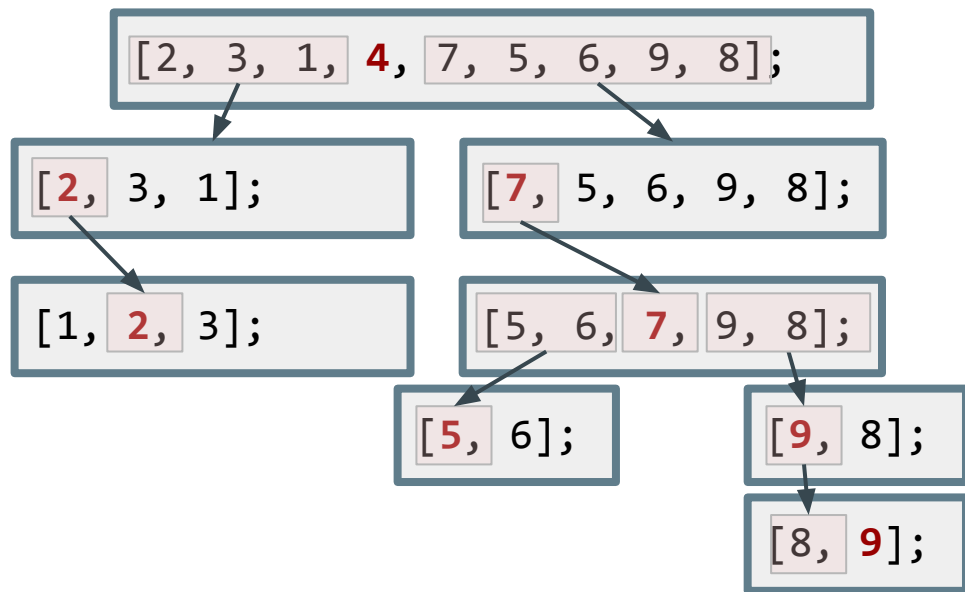 [2, 3, 1, 4, 7, 5, 6, 9, 8];
[2, 3, 1];
[7, 5, 6, 9, 8];
[1, 2, 3];
[5, 6, 7, 9, 8];
[5, 6];
[9, 8];
[8, 9];